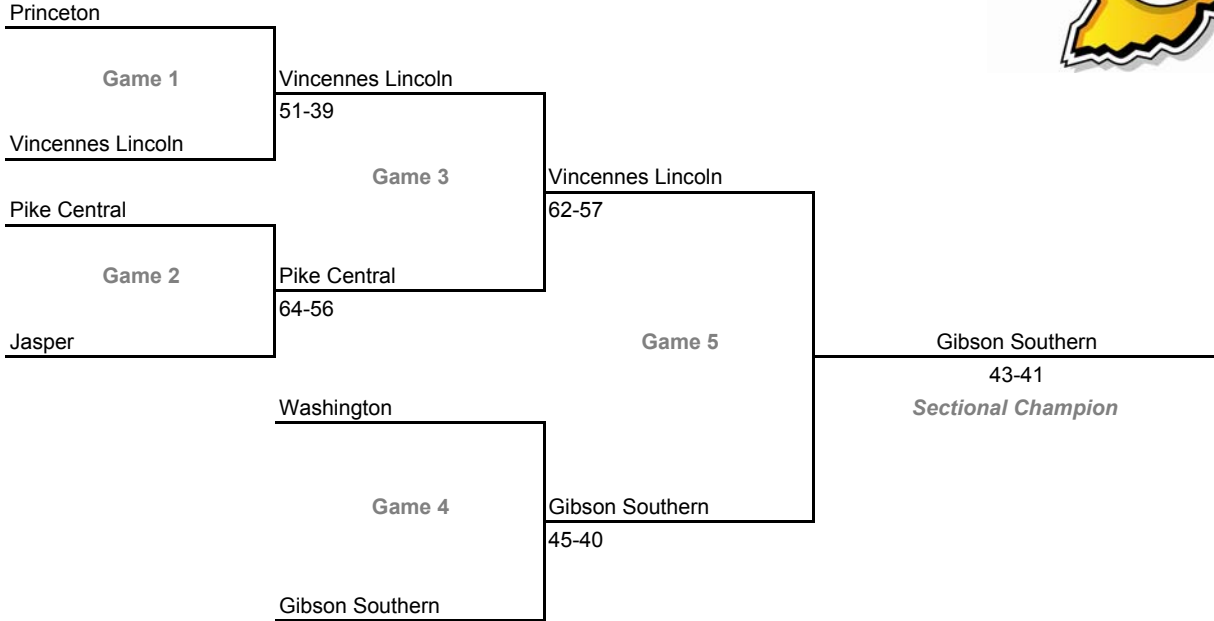 Princeton
Game 1
Vincennes Lincoln
51-39
Vincennes Lincoln
Game 3
Vincennes Lincoln
Pike Central
62-57
Game 2
Pike Central
64-56
Jasper
Game 5
Gibson Southern
43-41
Washington
Sectional Champion
Game 4
Gibson Southern
45-40
Gibson Southern